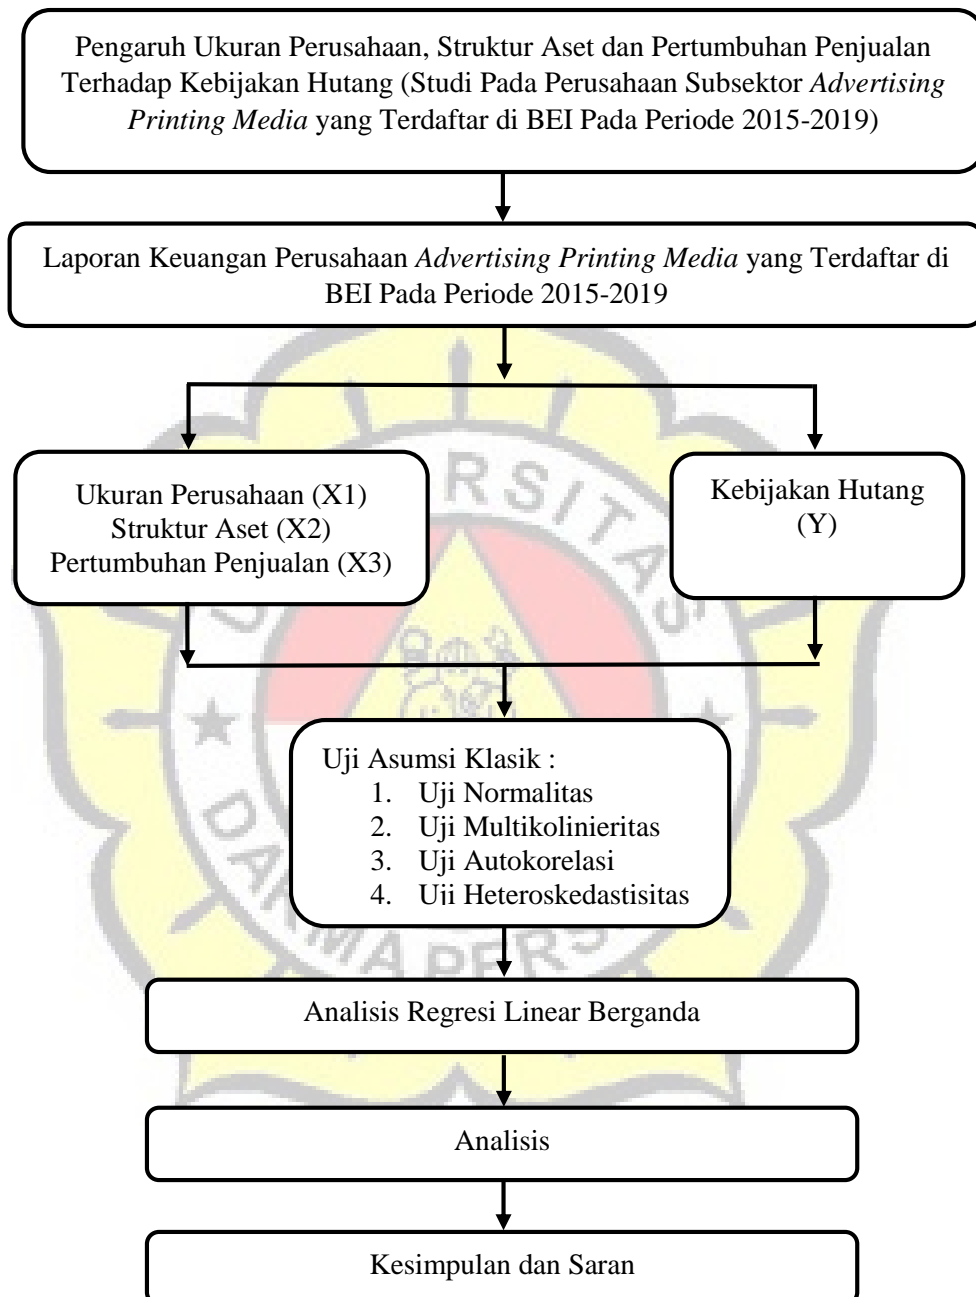 Pengaruh Ukuran Perusahaan, Struktur Aset dan Pertumbuhan Penjualan
Terhadap Kebijakan Hutang (Studi Pada Perusahaan Subsektor Advertising
Printing Media yang Terdaftar di BEI Pada Periode 2015-2019)
Laporan Keuangan Perusahaan Advertising Printing Media yang Terdaftar di
BEI Pada Periode 2015-2019
Ukuran Perusahaan (X1)
Struktur Aset (X2)
Pertumbuhan Penjualan (X3)
Kebijakan Hutang
(Y)
Uji Asumsi Klasik :
1. Uji Normalitas
2. Uji Multikolinieritas
3. Uji Autokorelasi
4. Uji Heteroskedastisitas
Analisis Regresi Linear Berganda
Analisis
Kesimpulan dan Saran